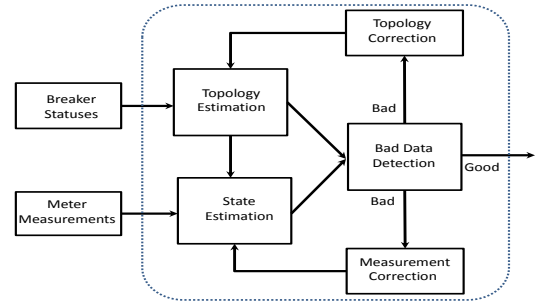 Topology
Correction
Breaker
Statuses
Topology
Estimation
Bad
Bad Data
Detection
Good
Meter
Measurements
State
Estimation
Bad
Measurement
Correction